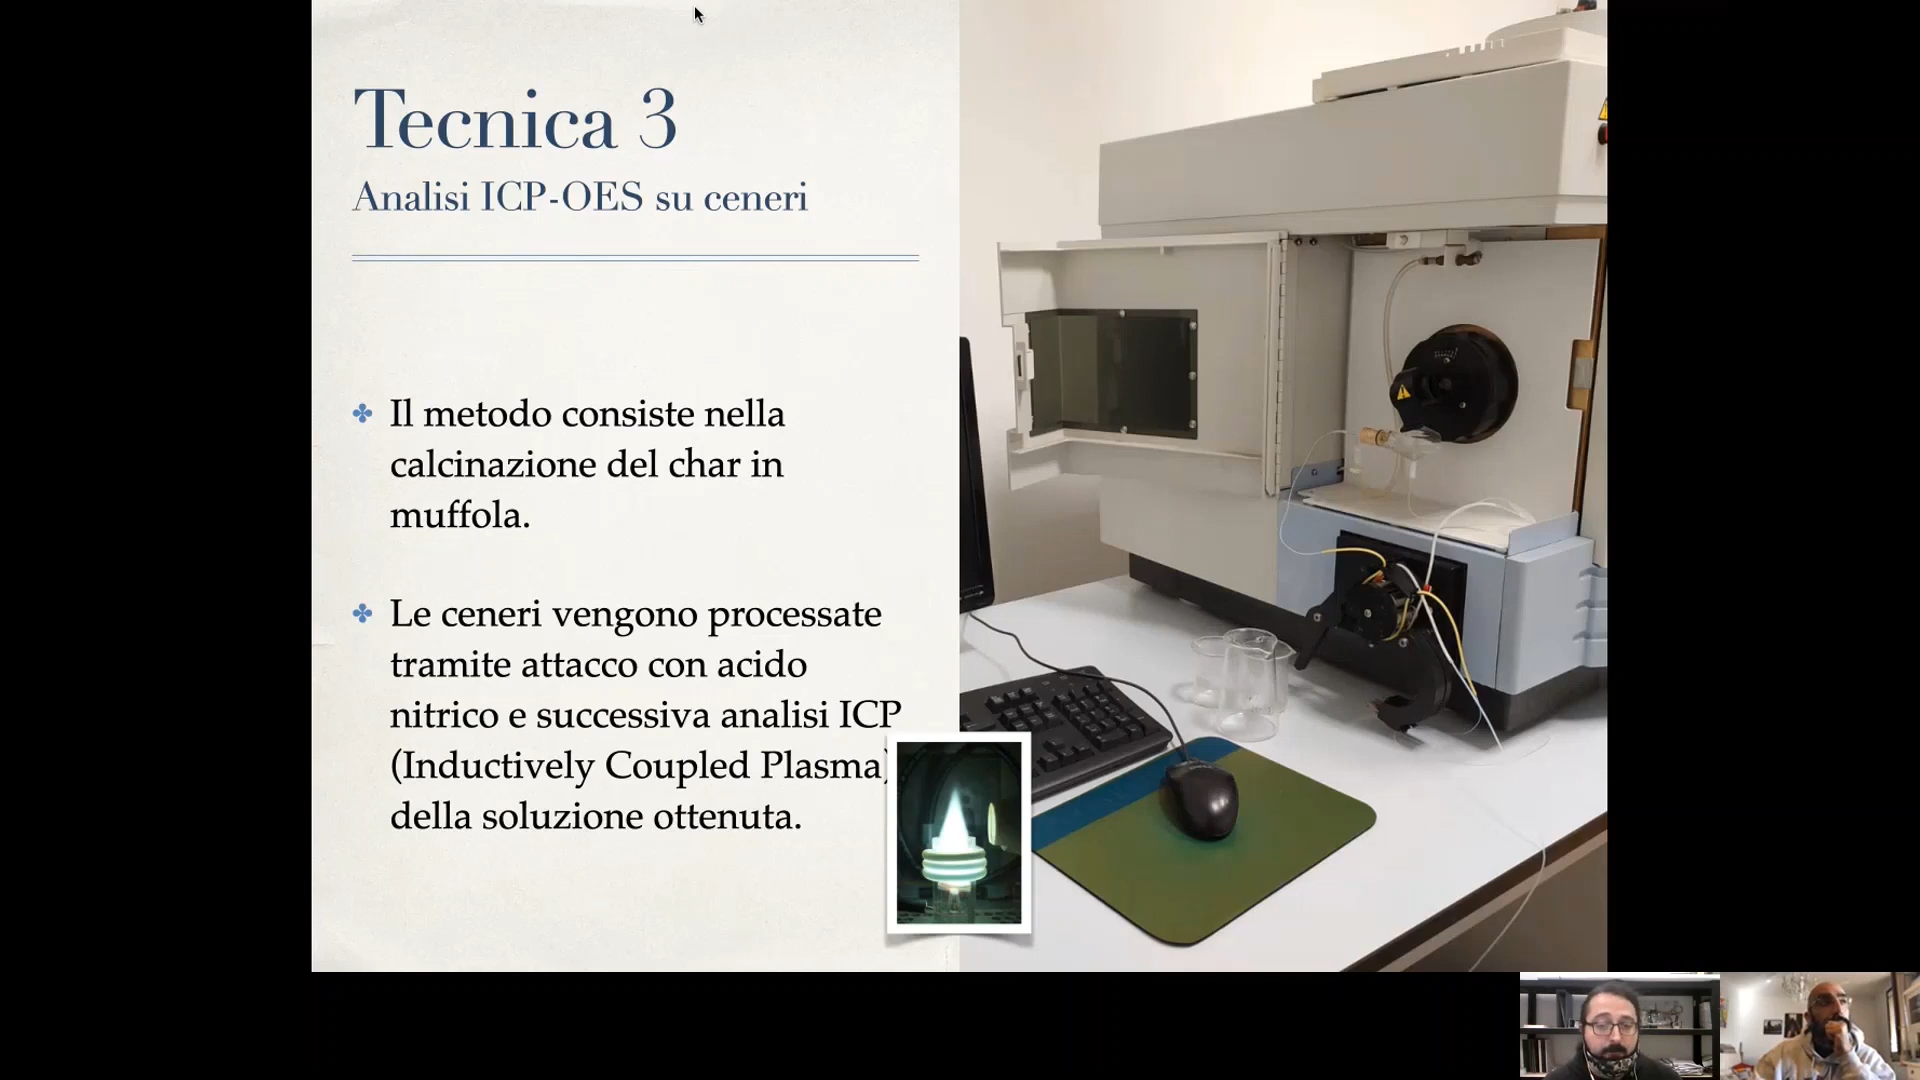 Tecnica 3
Analisi ICP-OES su ceneri
Il metodo consiste nella
calcinazione del char in
muffola.
Le ceneri vengono processate
tramite attacco con acido
nitrico e successiva analisi ICP
(Inductively Coupled Plasma)
della soluzione ottenuta.